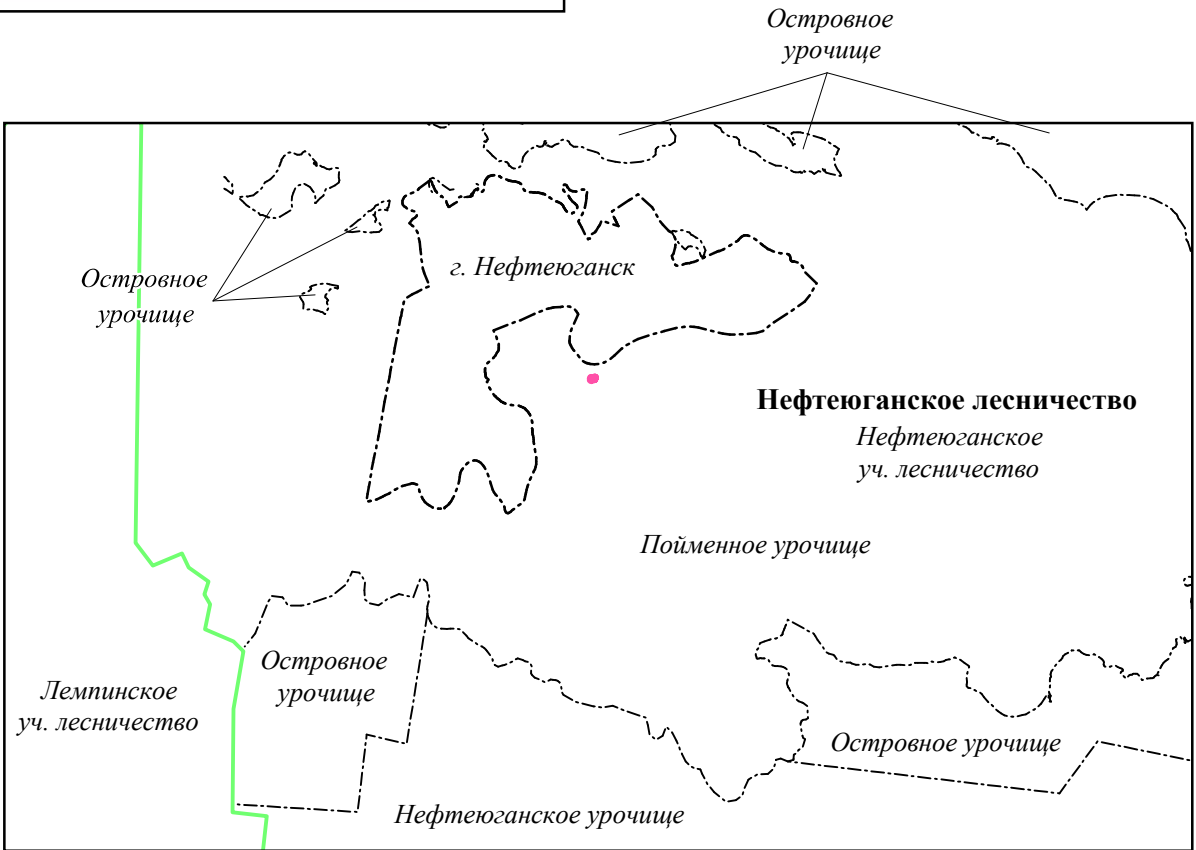 Островное
урочище
г. Нефтеюганск
Островное
урочище
Нефтеюганское лесничество
Нефтеюганское
уч. лесничество
Пойменное урочище
Островное
урочище
Лемпинское
уч. лесничество
Островное урочище
Нефтеюганское урочище